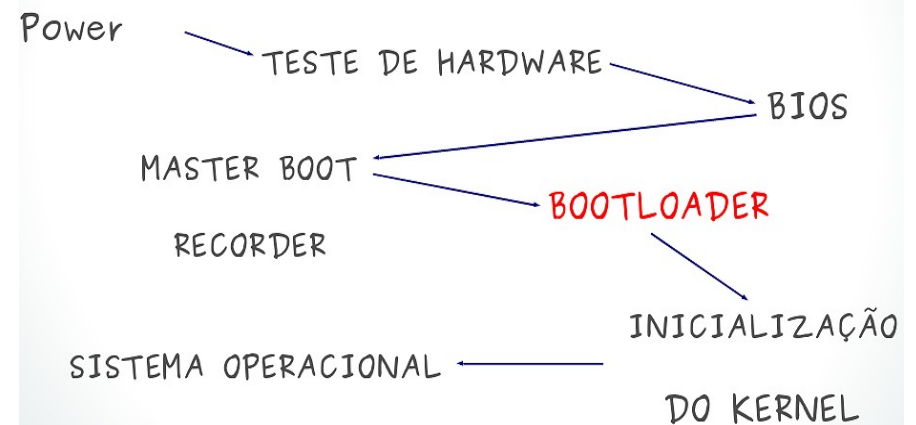 Power
TESTE DE HARDWARE
BIOS
MASTER BOOT
RECORDER
BOOTLOADER
INICIALIZAÇÃO
DO KERNEL
SISTEMA OPERACIONAL